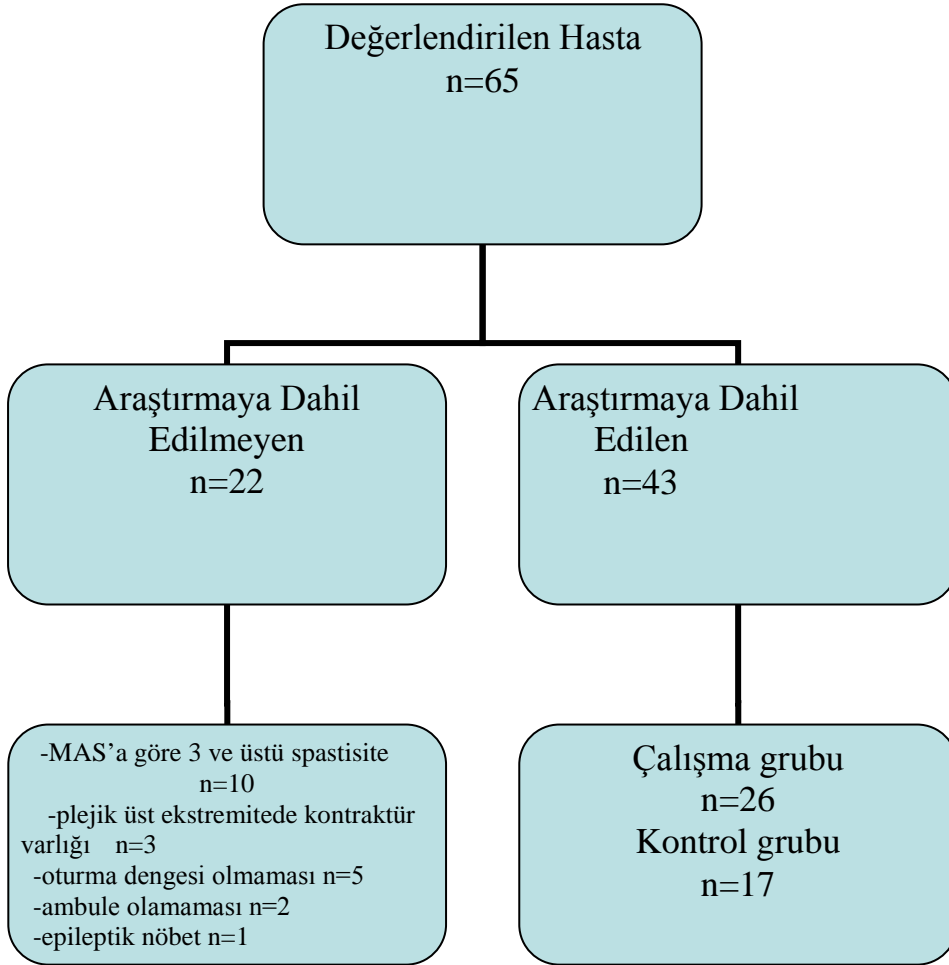 Değerlendirilen Hasta
n=65
Araştırmaya Dahil
Edilmeyen
n=22
Araştırmaya Dahil
Edilen
n=43
-MAS’a göre 3 ve üstü spastisite
n=10
-plejik üst ekstremitede kontraktür
varlığı n=3
-oturma dengesi olmaması n=5
-ambule olamaması n=2
-epileptik nöbet n=1
Çalışma grubu
n=26
Kontrol grubu
n=17